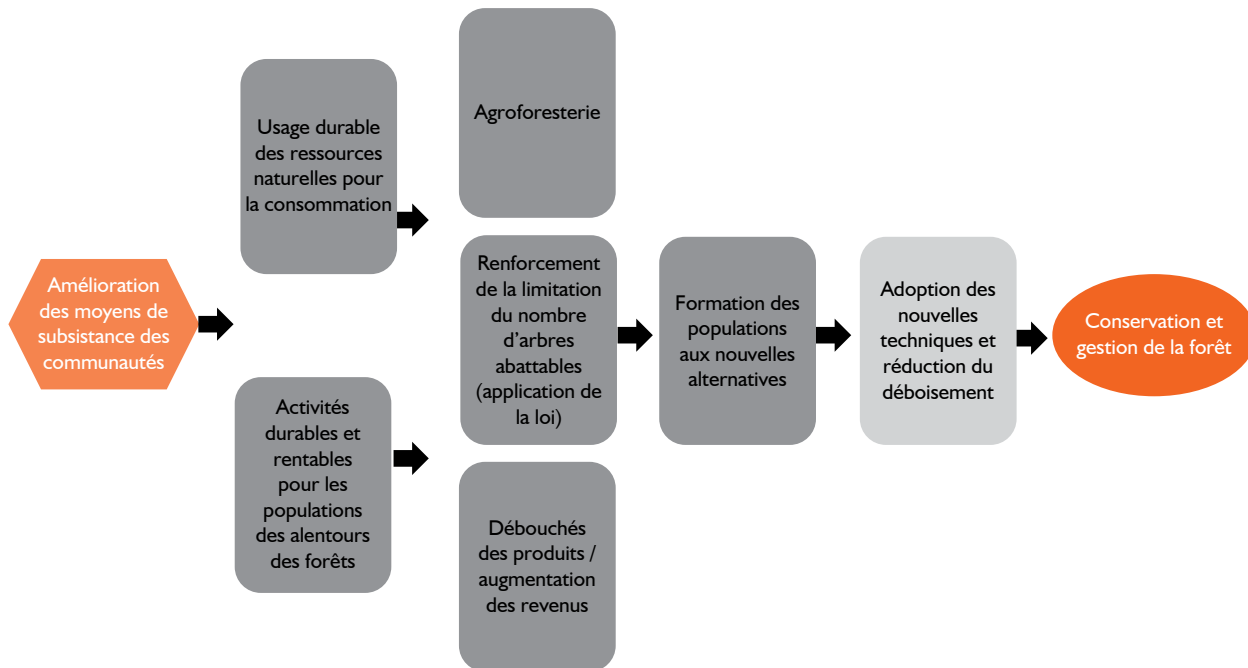 Amélioration
des moyens de
subsistance des
communautés
Usage durable
des ressources
naturelles pour
la consommation
Activités
durables et
rentables
pour les
populations
des alentours
des forêts
Agroforesterie
Renforcement
de la limitation
du nombre
d’arbres
abattables
(application de
la loi)
Débouchés
des produits /
augmentation
des revenus
Formation des
populations
aux nouvelles
alternatives
Adoption des
nouvelles
techniques et
réduction du
déboisement
Conservation et
gestion de la forêt